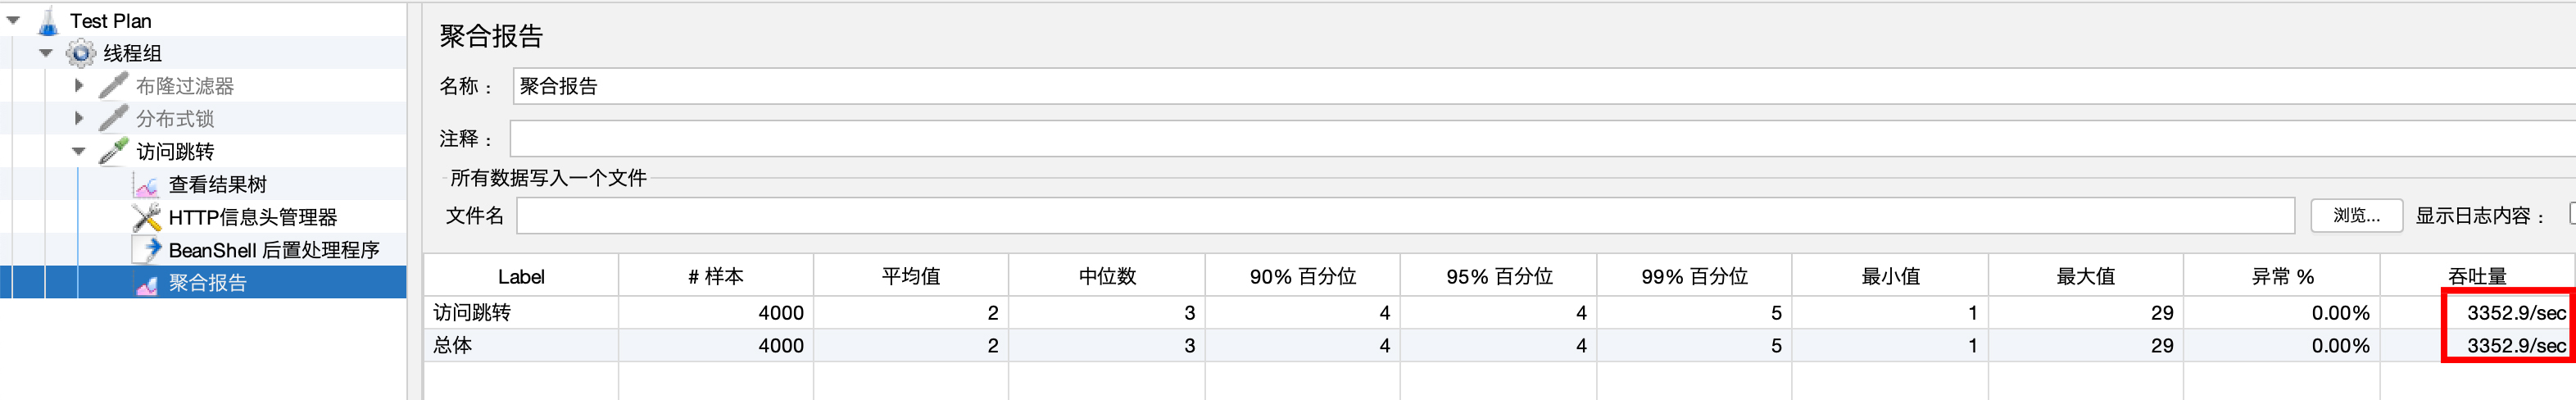 Test Plan
线程组
布隆过滤器
分布式锁
访问跳转
查看结果树
HTTP信息头管理器
BeanShell 后置处理程序
聚合报告
聚合报告
名称： 聚合报告
注释：
所有数据写入一个文件
文件名 浏览... 显示日志内容：
Label # 样本 平均值 中位数 90% 百分位 95% 百分位 99% 百分位 最小值 最大值 异常 % 吞吐量
访问跳转 4000 2 3 4 4 5 1 29 0.00% 3352.9/sec
总体 4000 2 3 4 4 5 1 29 0.00% 3352.9/sec